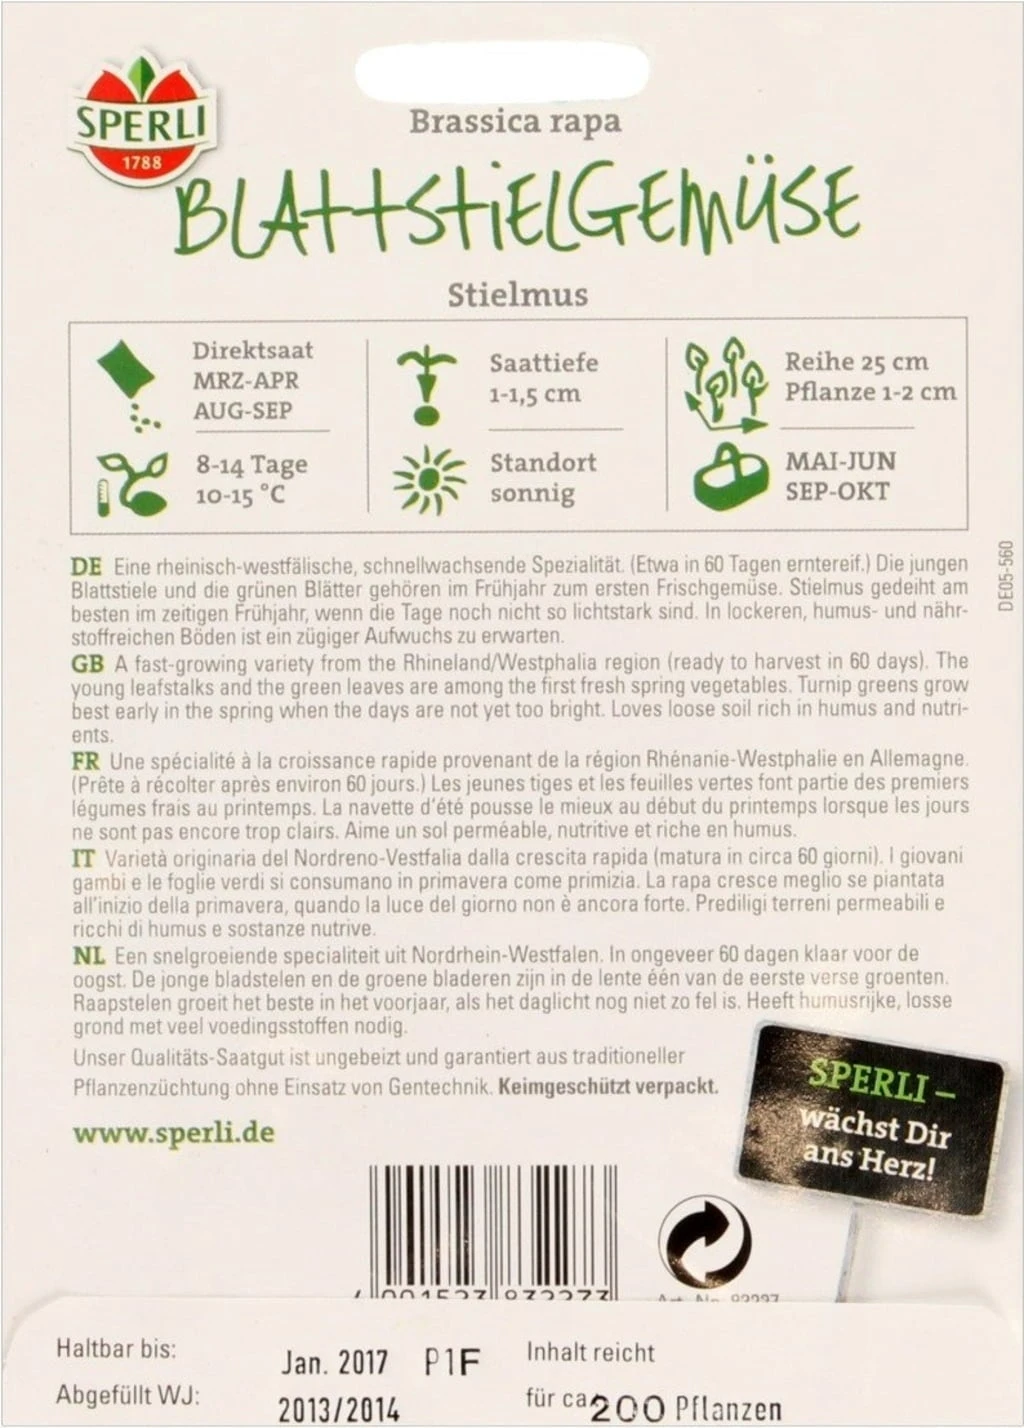 SPERLI
1788
Brassica rapa
BLATTSTIELGEMÜSE
Stielmus
Direktsaat
MRZ-APR
AUG-SEP
Saattiefe
1-1,5 cm
Reihe 25 cm
Pflanze 1-2 cm
8-14 Tage
10-15 °C
Standort
sonnig
MAI-JUN
SEP-OKT
DE05-560
DE Eine rheinisch-westfälische, schnellwachsende Spezialität. (Etwa in 60 Tagen erntereif.) Die jungen
Blattstiele und die grünen Blätter gehören im Frühjahr zum ersten Frischgemüse. Stielmus gedeiht am
besten im zeitigen Frühjahr, wenn die Tage noch nicht so lichtstark sind. In lockeren, humus- und nähr-
stoffreichen Böden ist ein zügiger Aufwuchs zu erwarten.
GB A fast-growing variety from the Rhineland/Westphalia region (ready to harvest in 60 days). The
young leafstalks and the green leaves are among the first fresh spring vegetables. Turnip greens grow
best early in the spring when the days are not yet too bright. Loves loose soil rich in humus and nutri-
ents.
FR Une spécialité à la croissance rapide provenant de la région Rhénanie-Westphalie en Allemagne.
(Prête à récolter après environ 60 jours.) Les jeunes tiges et les feuilles vertes font partie des premiers
légumes frais au printemps. La navette d'été pousse le mieux au début du printemps lorsque les jours
ne sont pas encore trop clairs. Aime un sol perméable, nutritive et riche en humus.
IT Varietà originaria del Nordreno-Vestfalia dalla crescita rapida (matura in circa 60 giorni). I giovani
gambi e le foglie verdi si consumano in primavera come primizia. La rapa cresce meglio se piantata
all'inizio della primavera, quando la luce del giorno non è ancora forte. Prediligi terreni permeabili e
ricchi di humus e sostanze nutrive.
NL Een snelgroeiende specialiteit uit Nordrhein-Westfalen. In ongeveer 60 dagen klaar voor de
oogst. De jonge bladstelen en de groene bladeren zijn in de lente één van de eerste verse groenten.
Raapstelen groeit het beste in het voorjaar, als het daglicht nog niet zo fel is. Heeft humusrijke, losse
grond met veel voedingsstoffen nodig.
Unser Qualitäts-Saatgut ist ungebeizt und garantiert aus traditioneller
Pflanzenzüchtung ohne Einsatz von Gentechnik. Keimgeschützt verpackt.
www.sperli.de
SPERLI –
wächst Dir
ans Herz!
4 001523 832273
Art. No.
Haltbar bis:
Jan. 2017 P1F
Inhalt reicht
Abgefüllt WJ:
2013/2014
für ca 200 Pflanzen